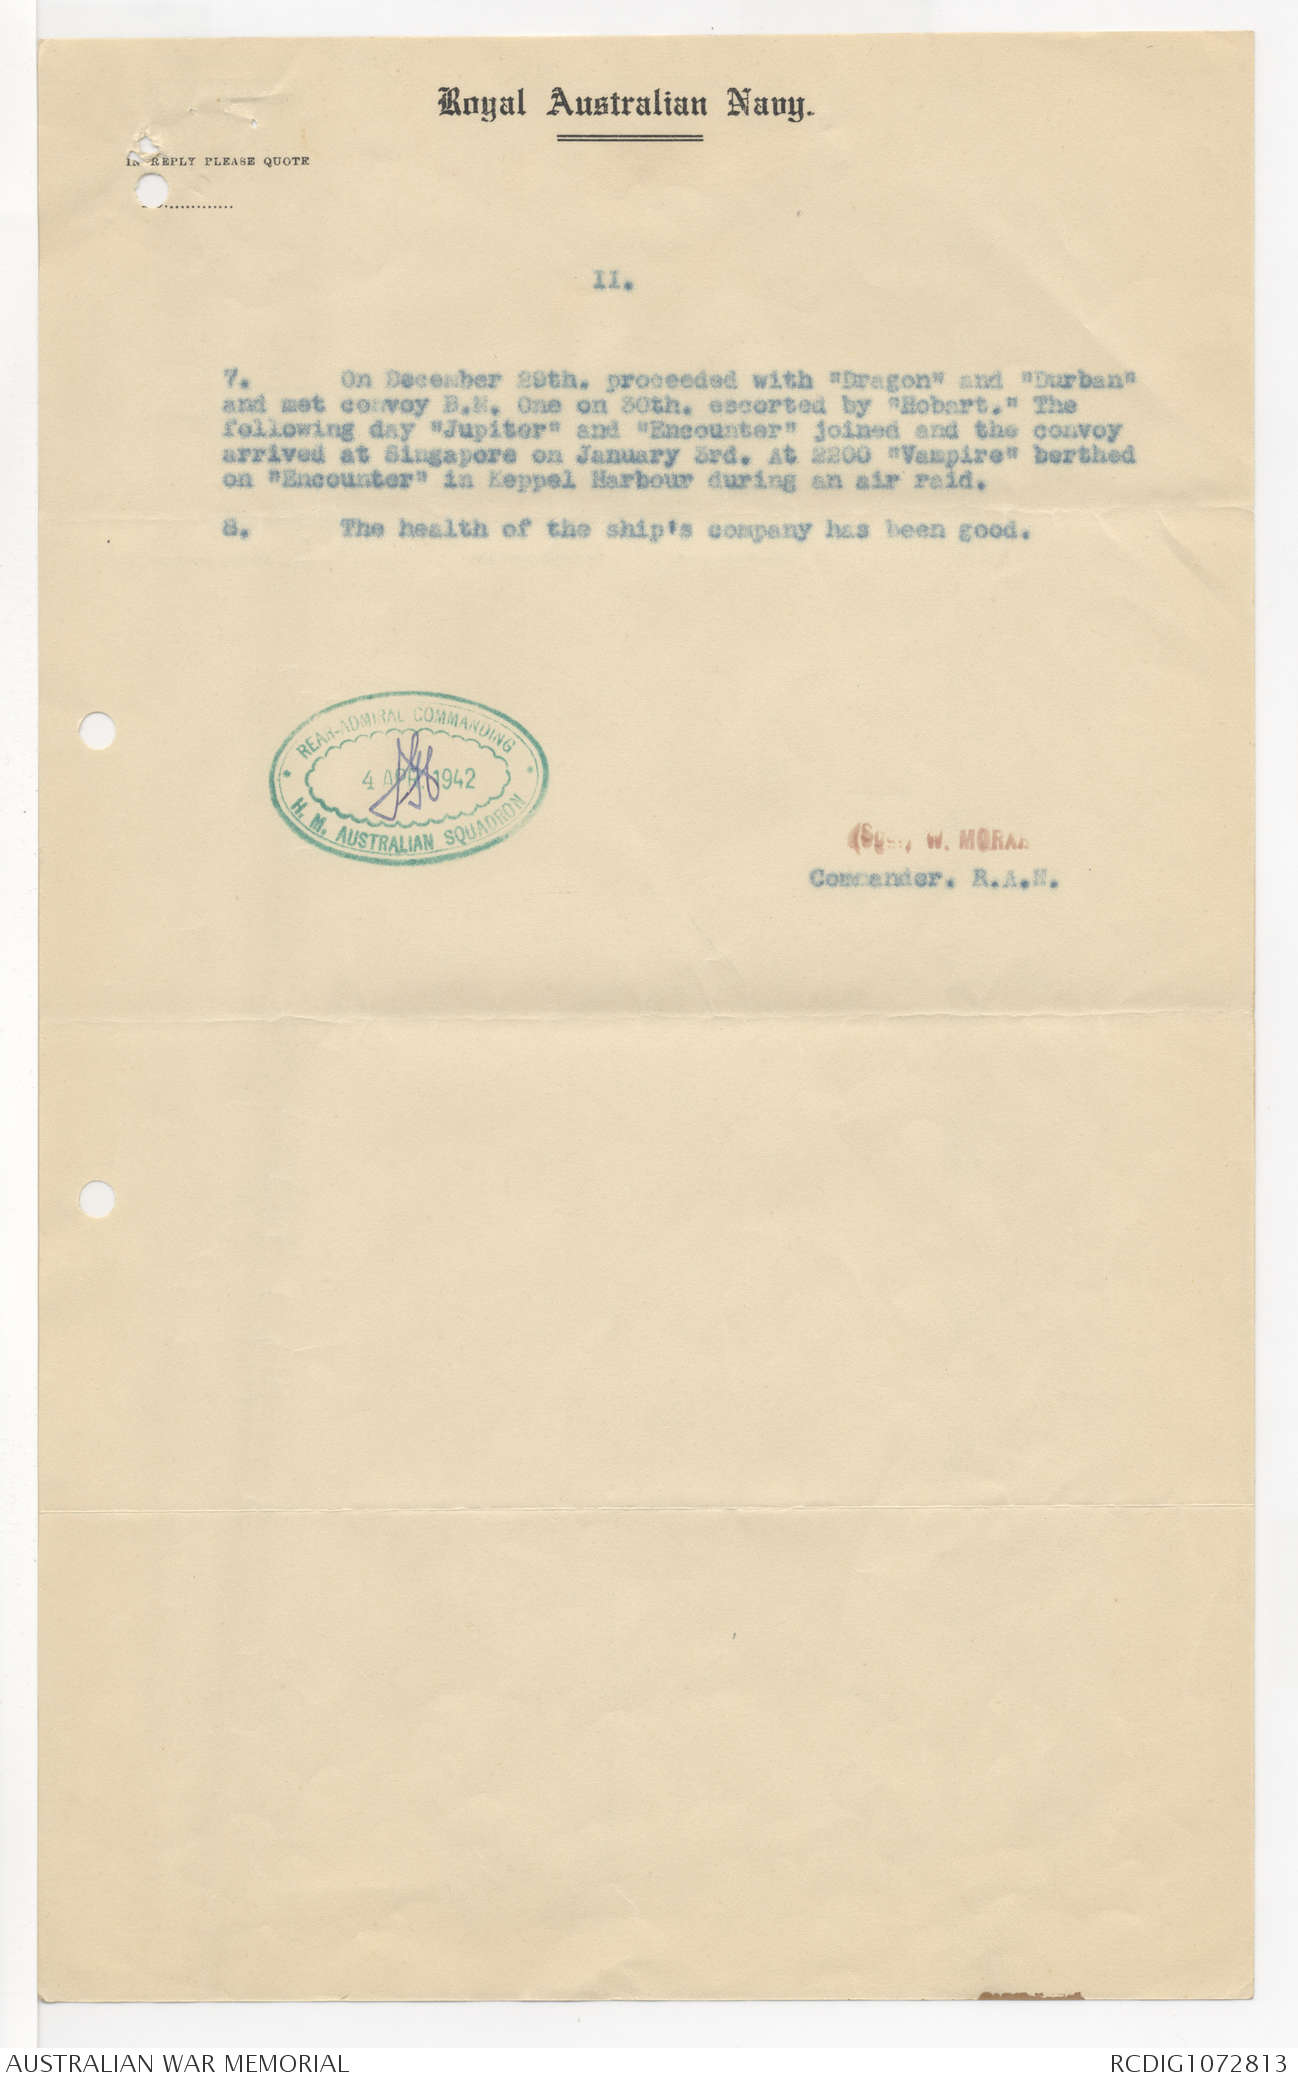 Royal Australian Navy.
IN REPLY PLEASE QUOTE
II.
7. On December 29th. proceeded with "Dragon" and "Durban"
and met convoy B.M. One on 30th. escorted by "Hobart." The
following day "Jupiter" and "Encounter" joined and the convoy
arrived at Singapore on January 3rd. At 2200 "Vampire" berthed
on "Encounter" in Keppel Harbour during an air raid.
8. The health of the ship's company has been good.
REAR-ADMIRAL COMMANDING
4 APR. 1942
H. M. AUSTRALIAN SQUADRON
(Sgd.) W. MORAN
Commander. R.A.N.
AUSTRALIAN WAR MEMORIAL
RCDIG1072813